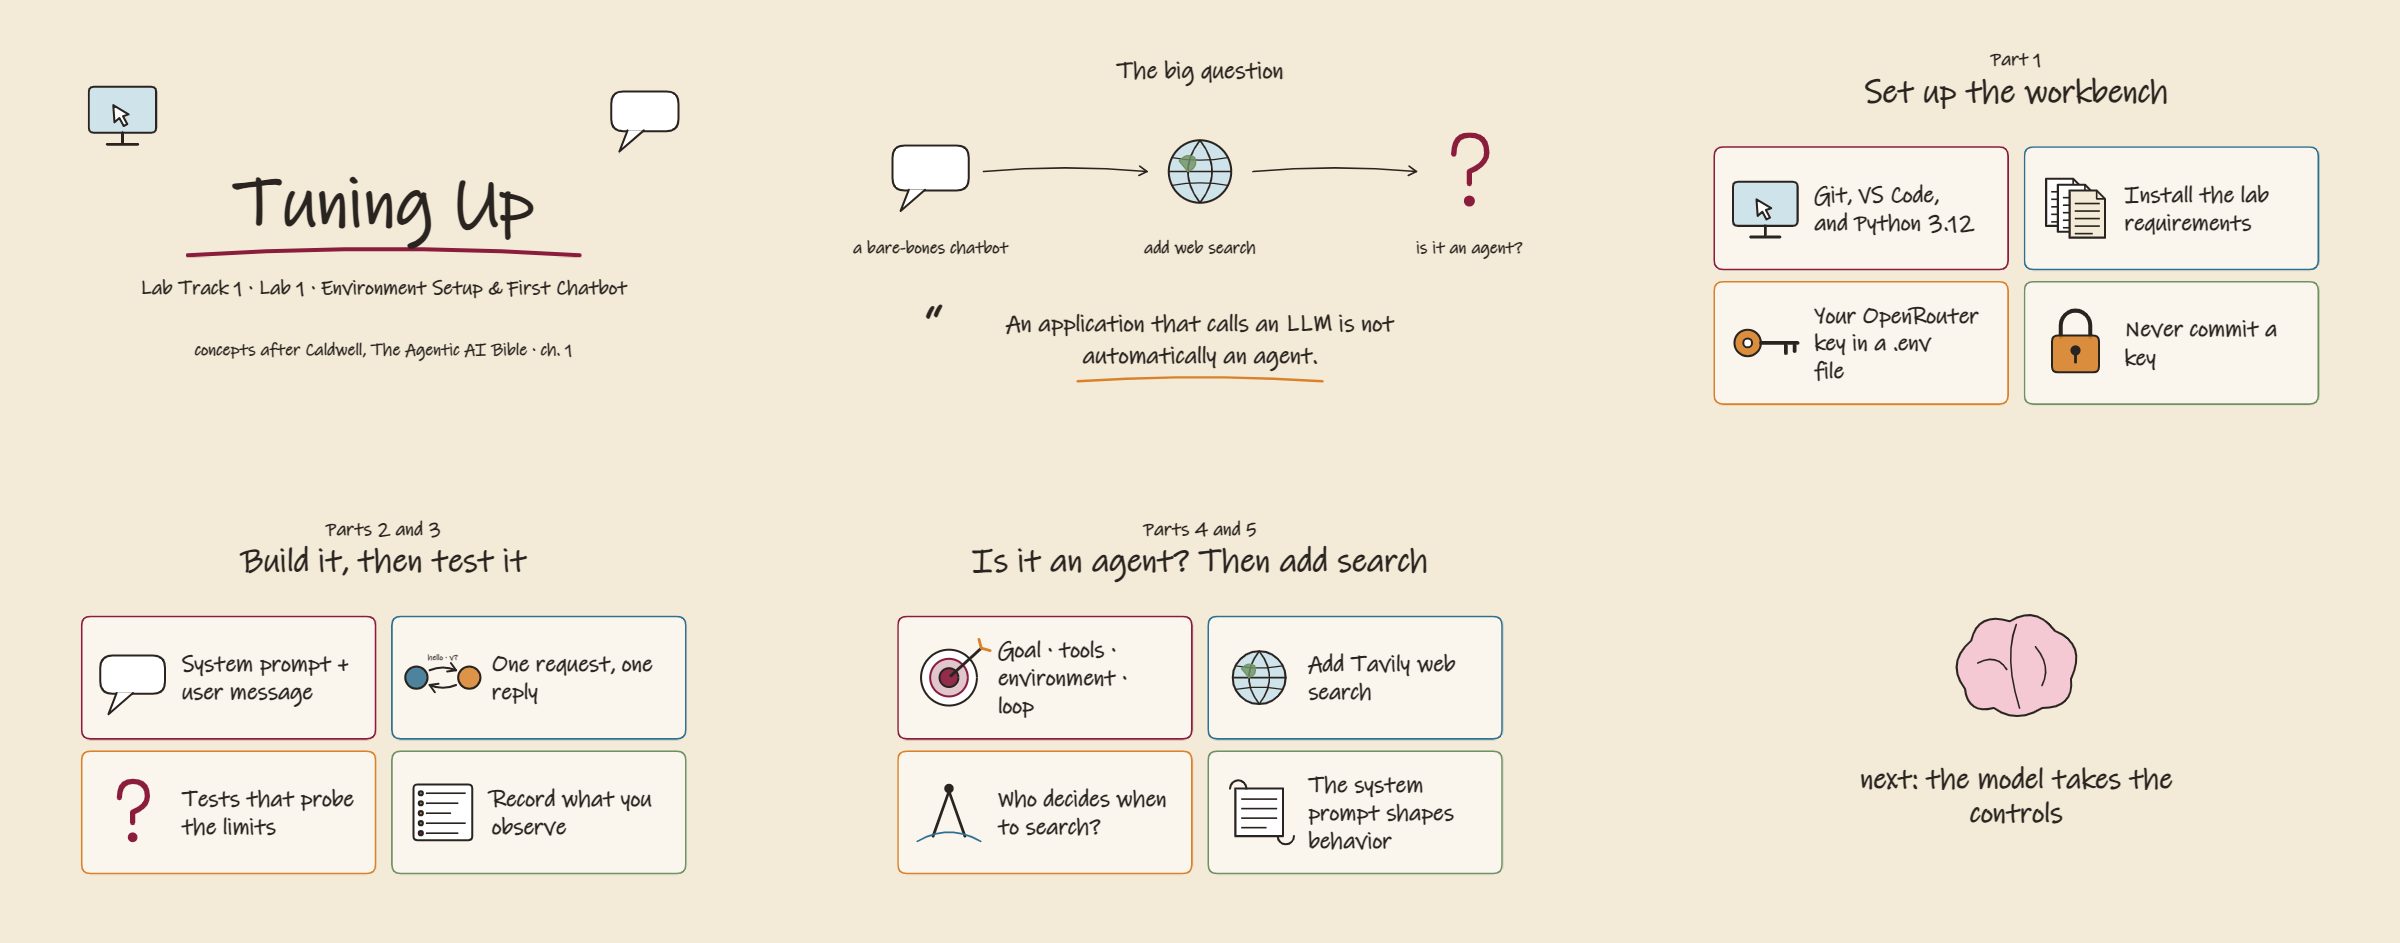 Tuning Up
Lab Track 1 · Lab 1 · Environment Setup & First Chatbot
concepts after Caldwell, The Agentic AI Bible · ch. 1
The big question
a bare-bones chatbot
add web search
is it an agent?
“
An application that calls an LLM is not
automatically an agent.
Part 1
Set up the workbench
Git, VS Code,
and Python 3.12
Install the lab
requirements
Your OpenRouter
key in a .env
file
Never commit a
key
Parts 2 and 3
Build it, then test it
System prompt +
user message
One request, one
reply
Tests that probe
the limits
Record what you
observe
Parts 4 and 5
Is it an agent? Then add search
Goal · tools ·
environment ·
loop
Add Tavily web
search
Who decides when
to search?
The system
prompt shapes
behavior
next: the model takes the
controls